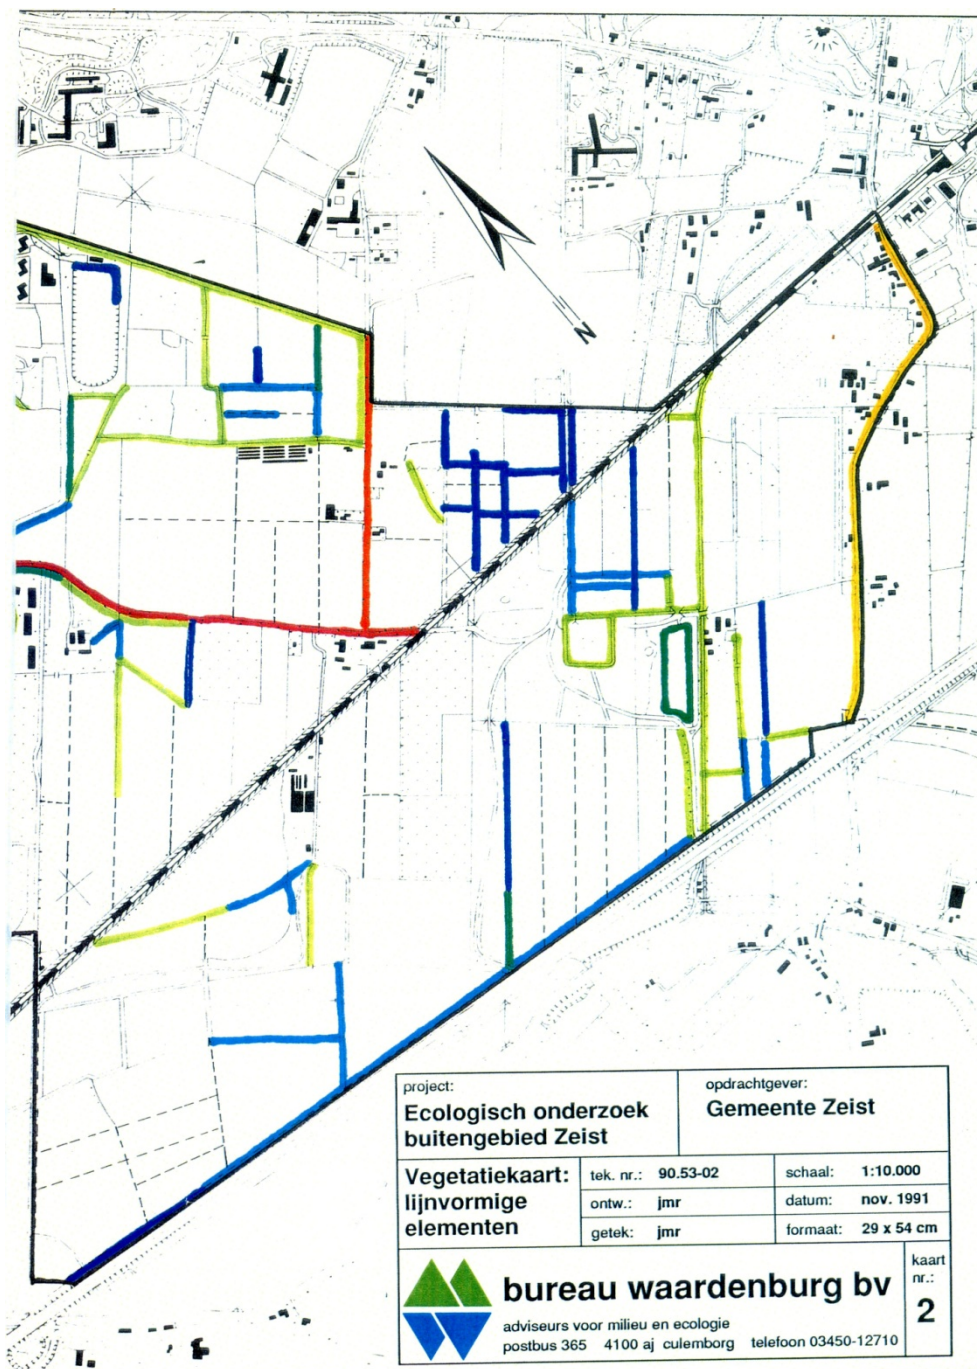 N
project:
Ecologisch onderzoek
buitengebied Zeist
opdrachtgever:
Gemeente Zeist
Vegetatiekaart:
lijnvormige
elementen
tek. nr.: 90.53-02
schaal: 1:10.000
ontw.: jmr
datum: nov. 1991
getek: jmr
formaat: 29 x 54 cm
bureau waardenburg bv
adviseurs voor milieu en ecologie
postbus 365 4100 aj culemborg telefoon 03450-12710
kaart
nr.:
2